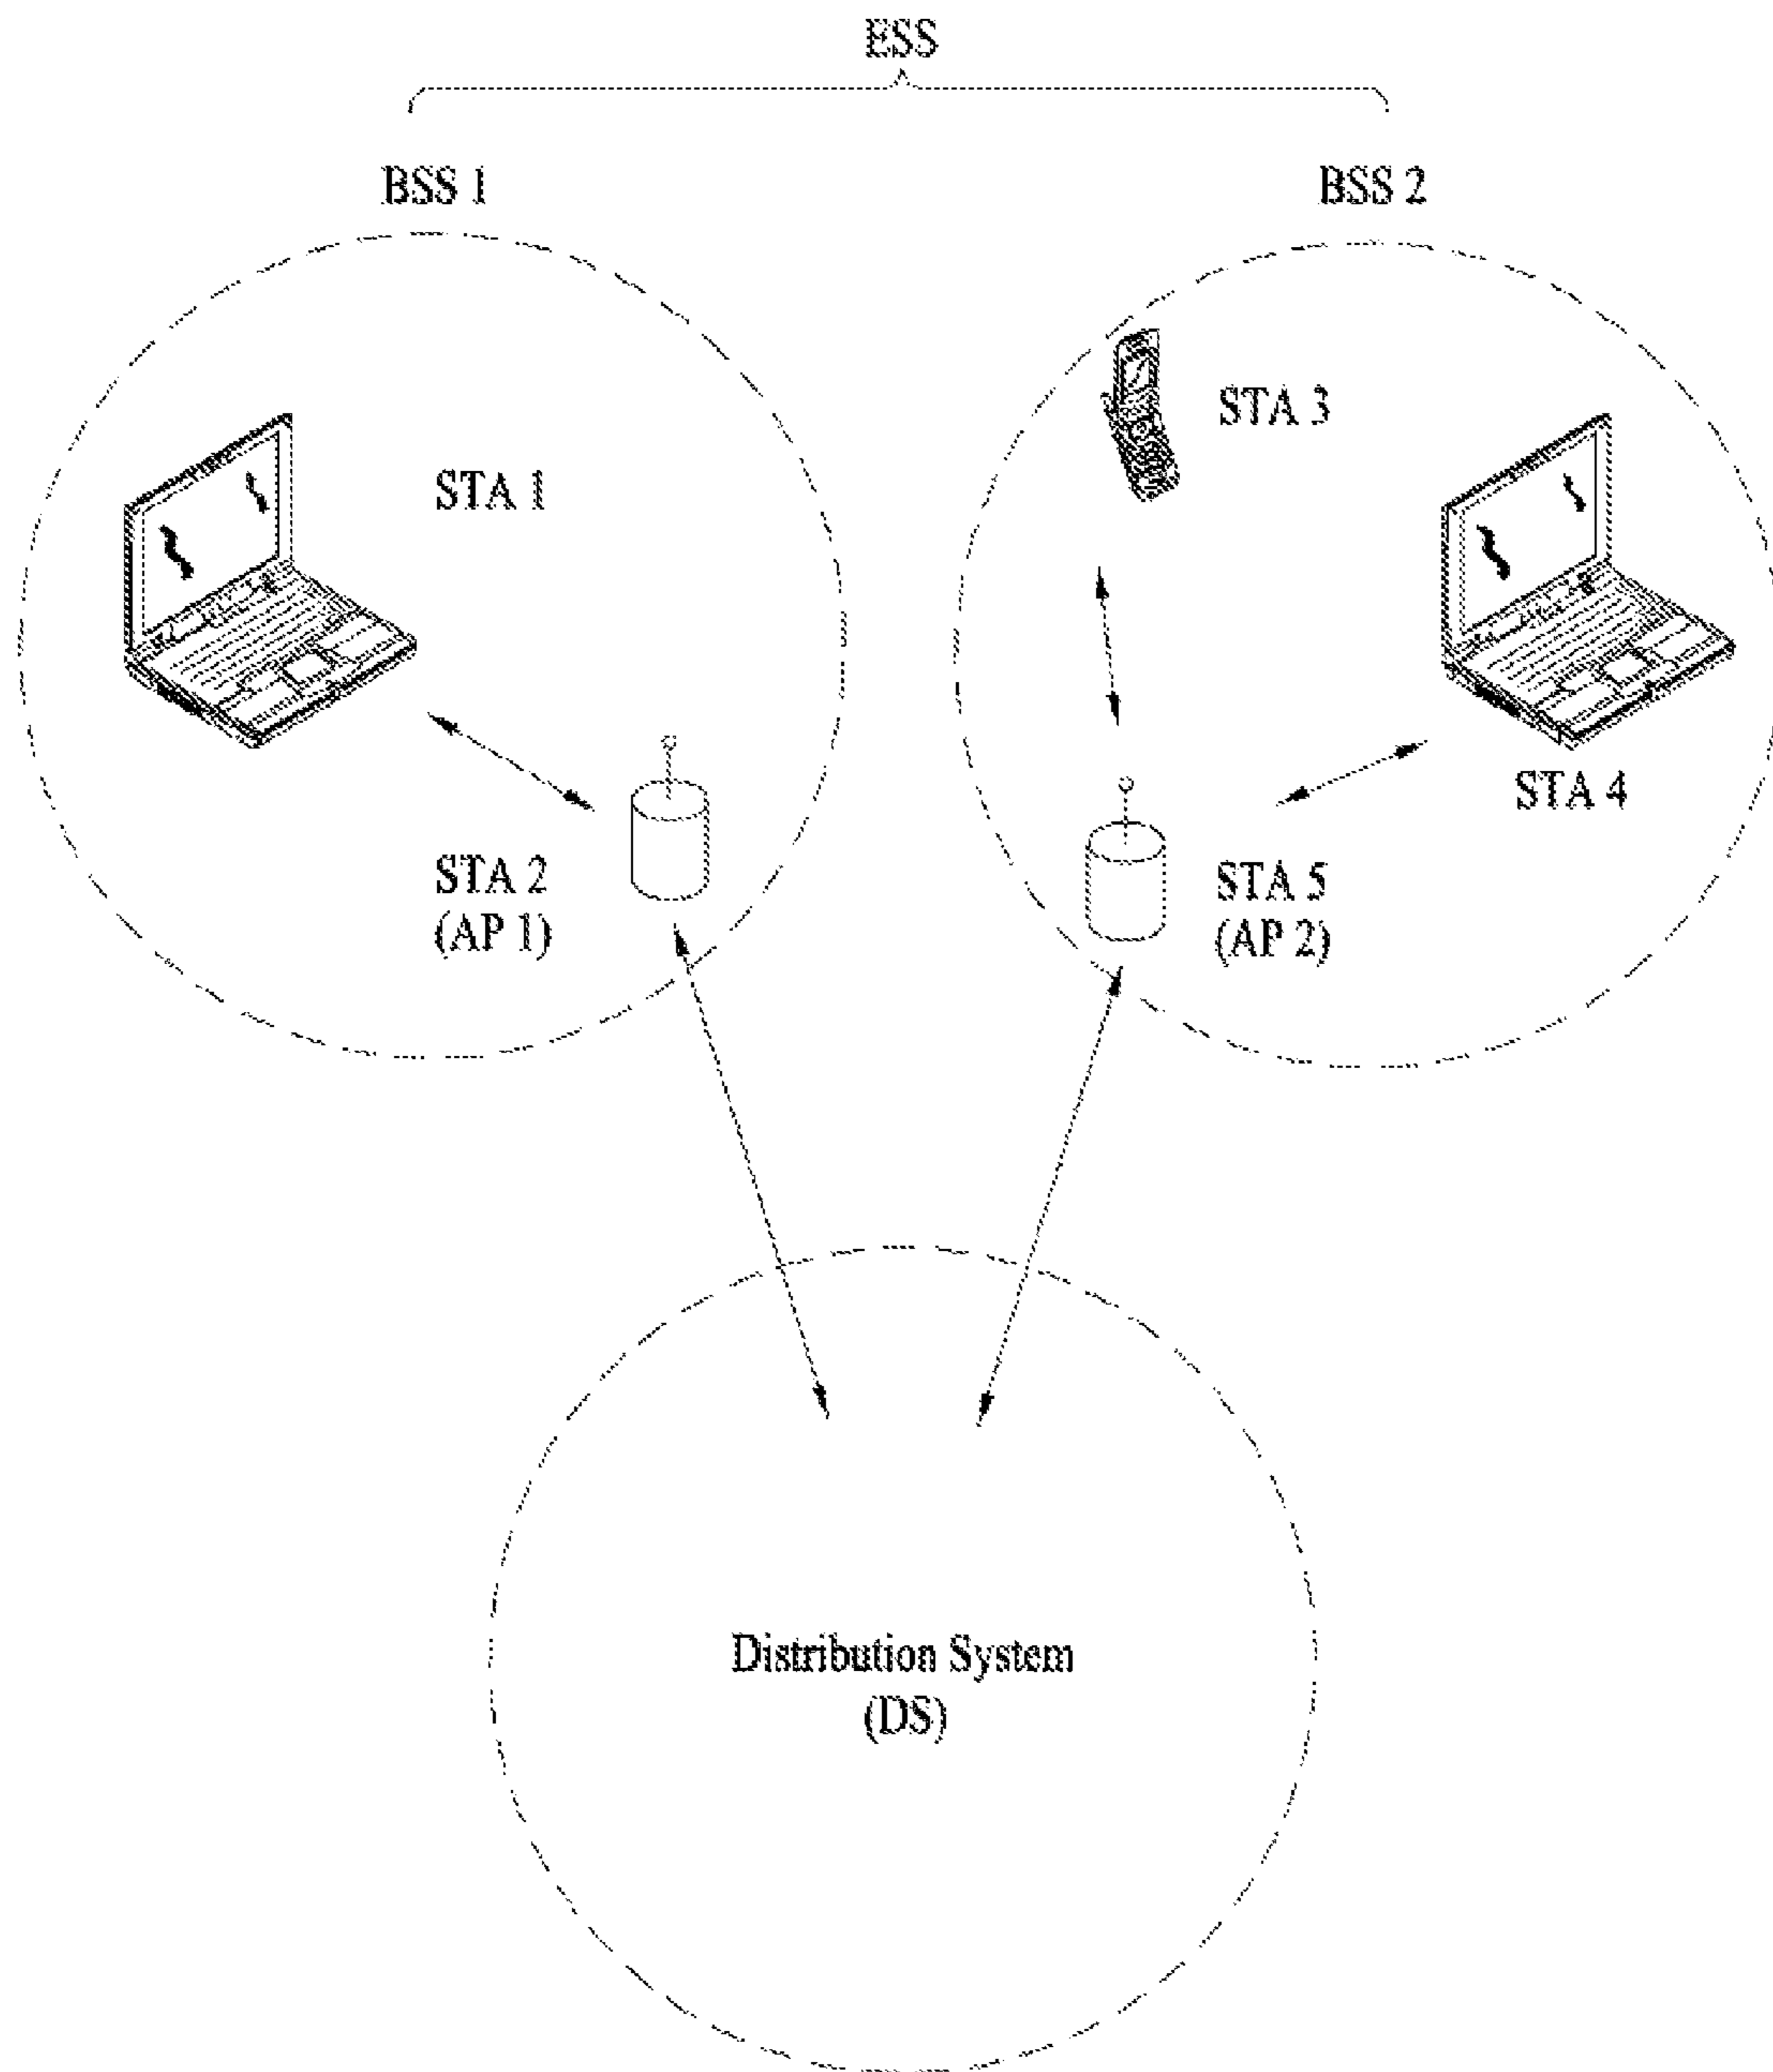 ESS
BSS 1
BSS 2
STA 3
STA 1
STA 4
STA 2
(AP 1)
STA 5
(AP 2)
Distribution System
(DS)